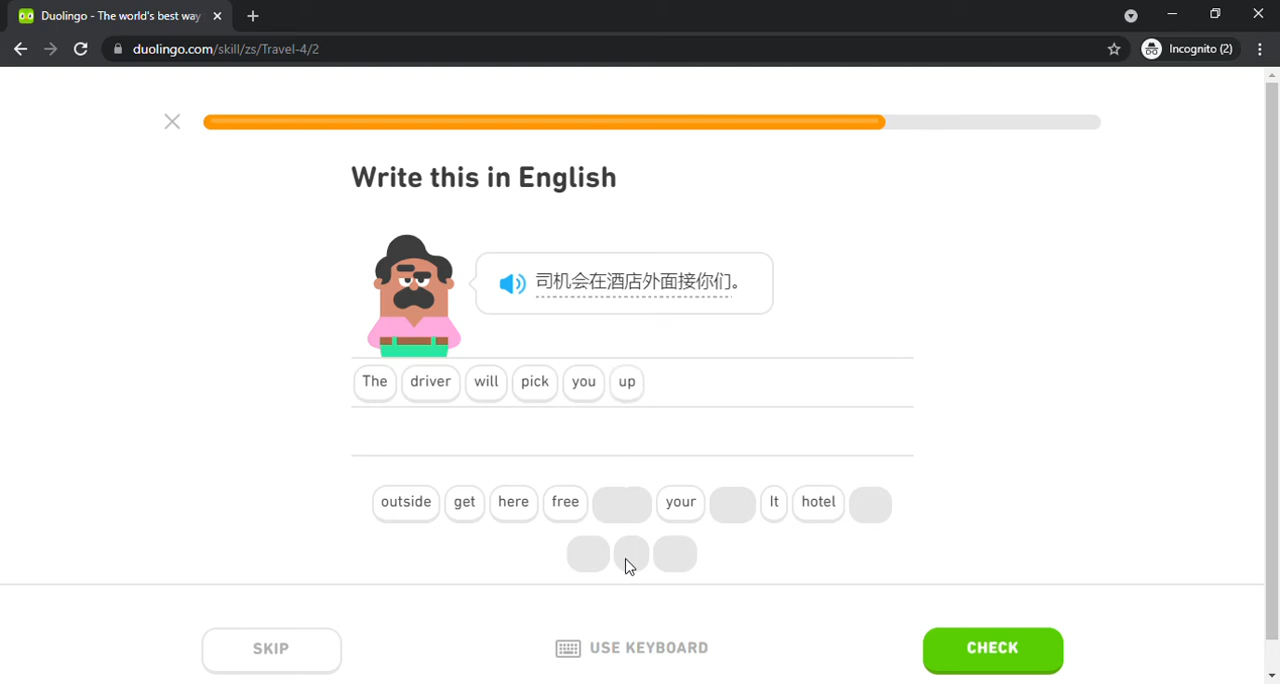 Duolingo - The world's best way
duolingo.com/skill/zs/Travel-4/2
Incognito (2)
Write this in English
司机会在酒店外面接你们。
The driver will pick you up
outside get here free your It hotel
SKIP
USE KEYBOARD
CHECK